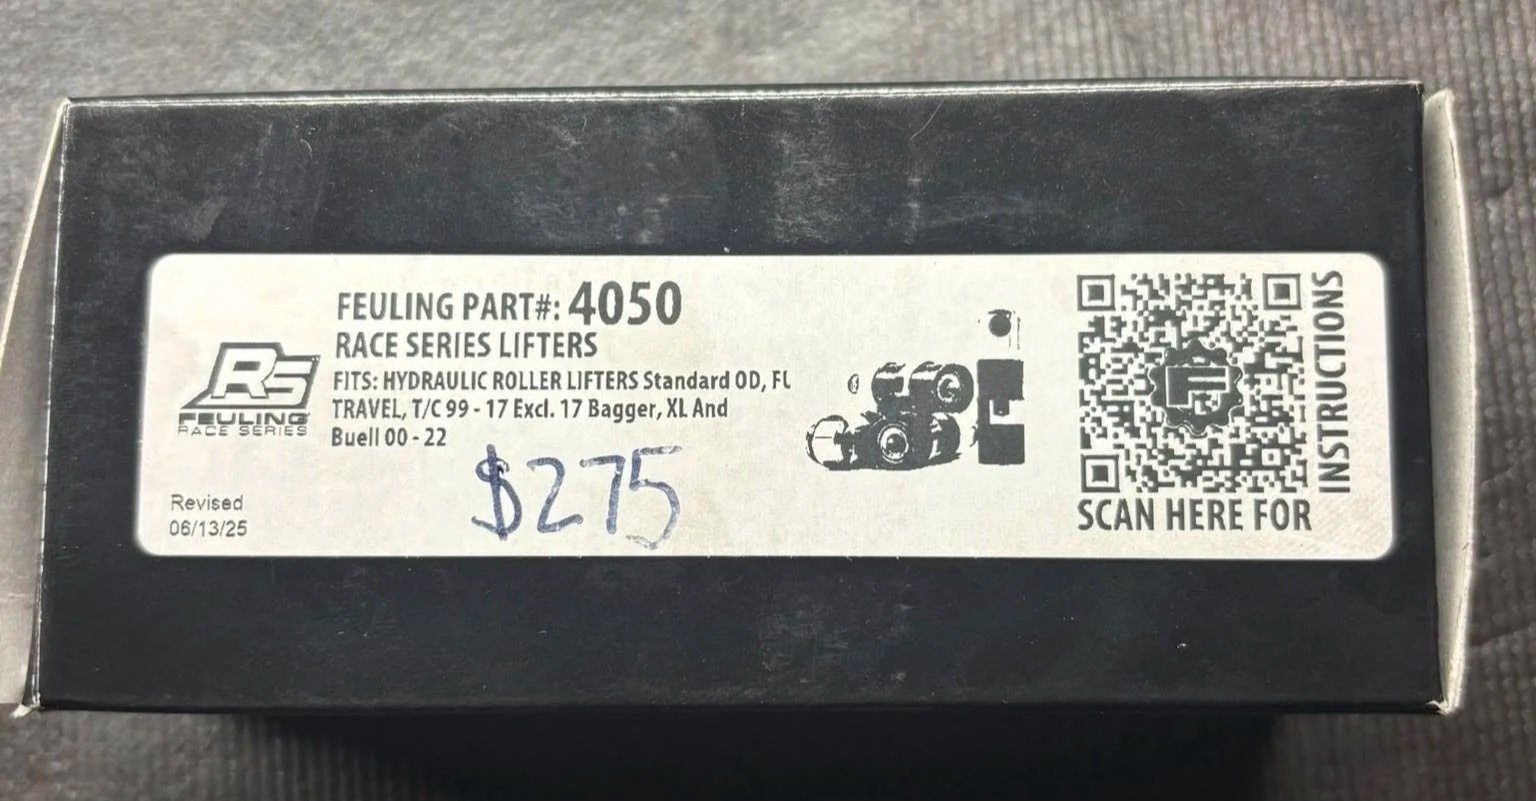 FEULING PART#: 4050
RACE SERIES LIFTERS
FITS: HYDRAULIC ROLLER LIFTERS Standard OD, FL
TRAVEL, T/C 99 - 17 Excl. 17 Bagger, XL And
Buell 00 - 22
$275
RS
FEULING
RACE SERIES
Revised
06/13/25
SCAN HERE FOR
INSTRUCTIONS